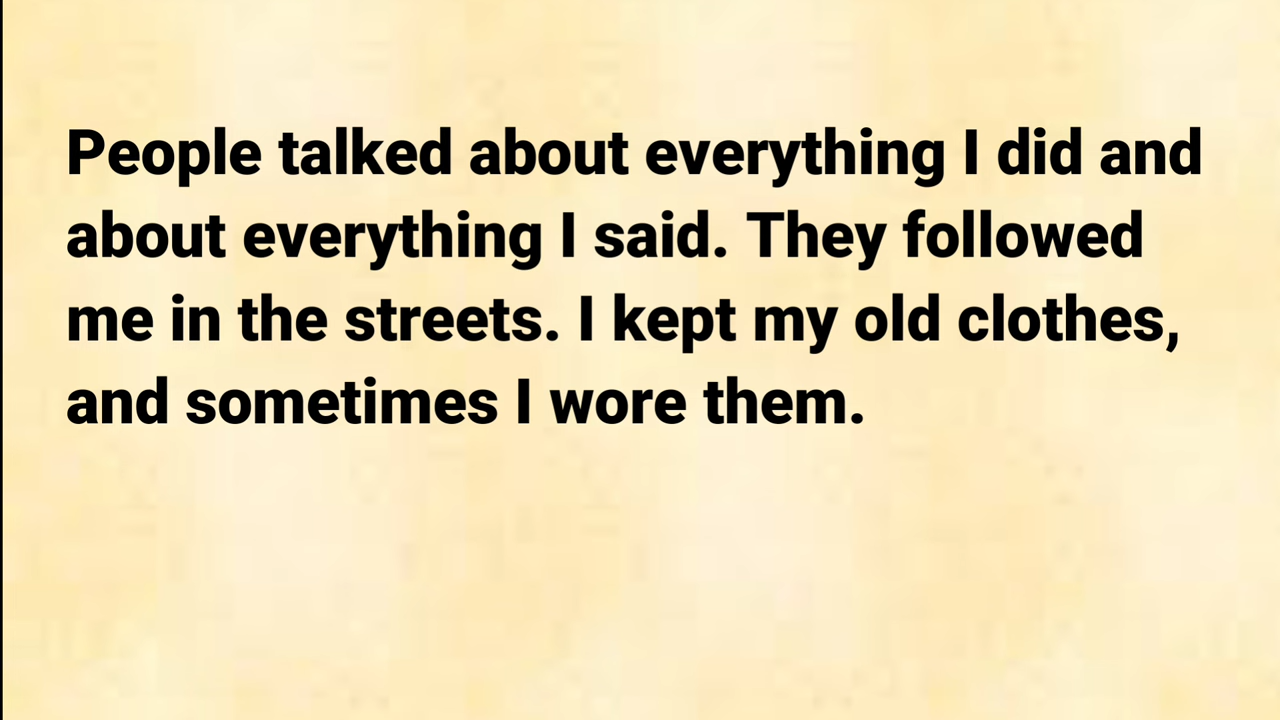 People talked about everything I did and
about everything I said. They followed
me in the streets. I kept my old clothes,
and sometimes I wore them.